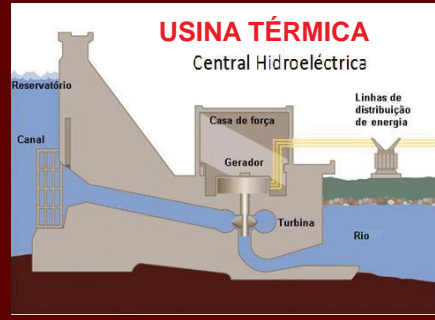 USINA TÉRMICA
Central Hidroeléctrica
Reservatório
Linhas de
distribuição
de energia
Casa de força
Canal
Gerador
Turbina
Rio